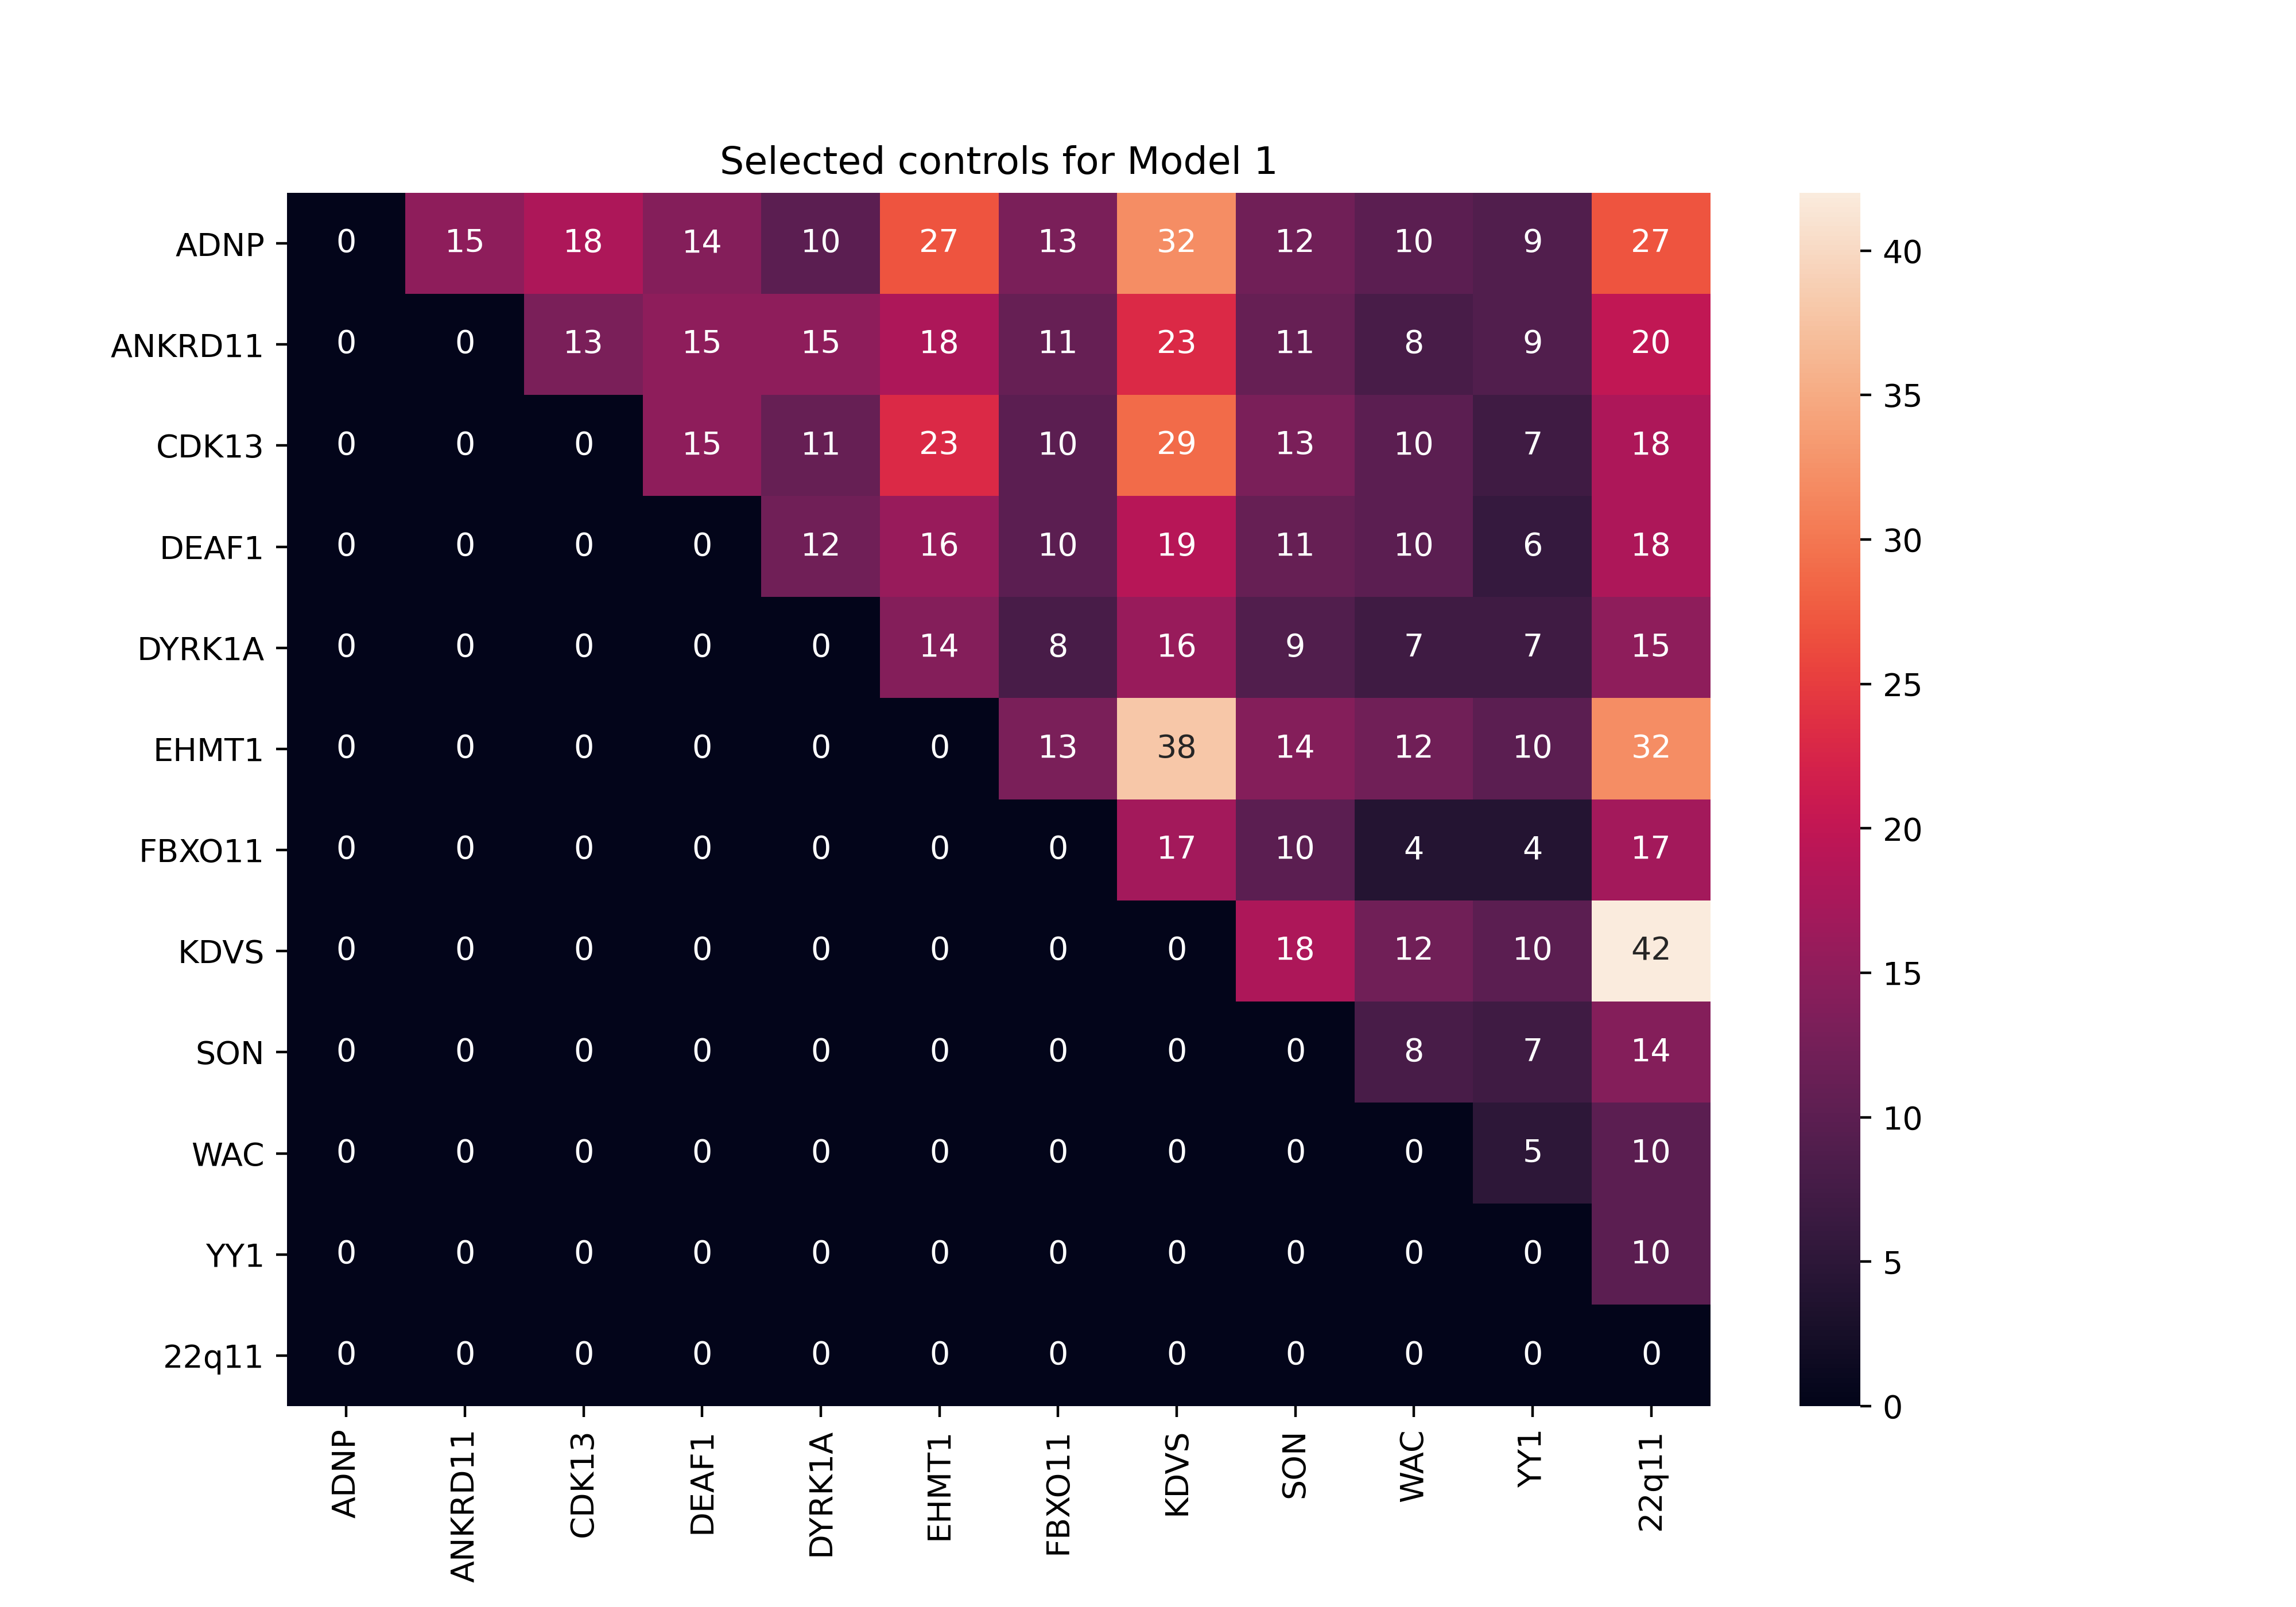 Selected controls for Model 1
ADNP 0 15 18 14 10 27 13 32 12 10 9 27
ANKRD11 0 0 13 15 15 18 11 23 11 8 9 20
CDK13 0 0 0 15 11 23 10 29 13 10 7 18
DEAF1 0 0 0 0 12 16 10 19 11 10 6 18
DYRK1A 0 0 0 0 0 14 8 16 9 7 7 15
EHMT1 0 0 0 0 0 0 13 38 14 12 10 32
FBXO11 0 0 0 0 0 0 0 17 10 4 4 17
KDVS 0 0 0 0 0 0 0 0 18 12 10 42
SON 0 0 0 0 0 0 0 0 0 8 7 14
WAC 0 0 0 0 0 0 0 0 0 0 5 10
YY1 0 0 0 0 0 0 0 0 0 0 0 10
22q11 0 0 0 0 0 0 0 0 0 0 0 0
ADNP ANKRD11 CDK13 DEAF1 DYRK1A EHMT1 FBXO11 KDVS SON WAC YY1 22q11
40
35
30
25
20
15
10
5
0